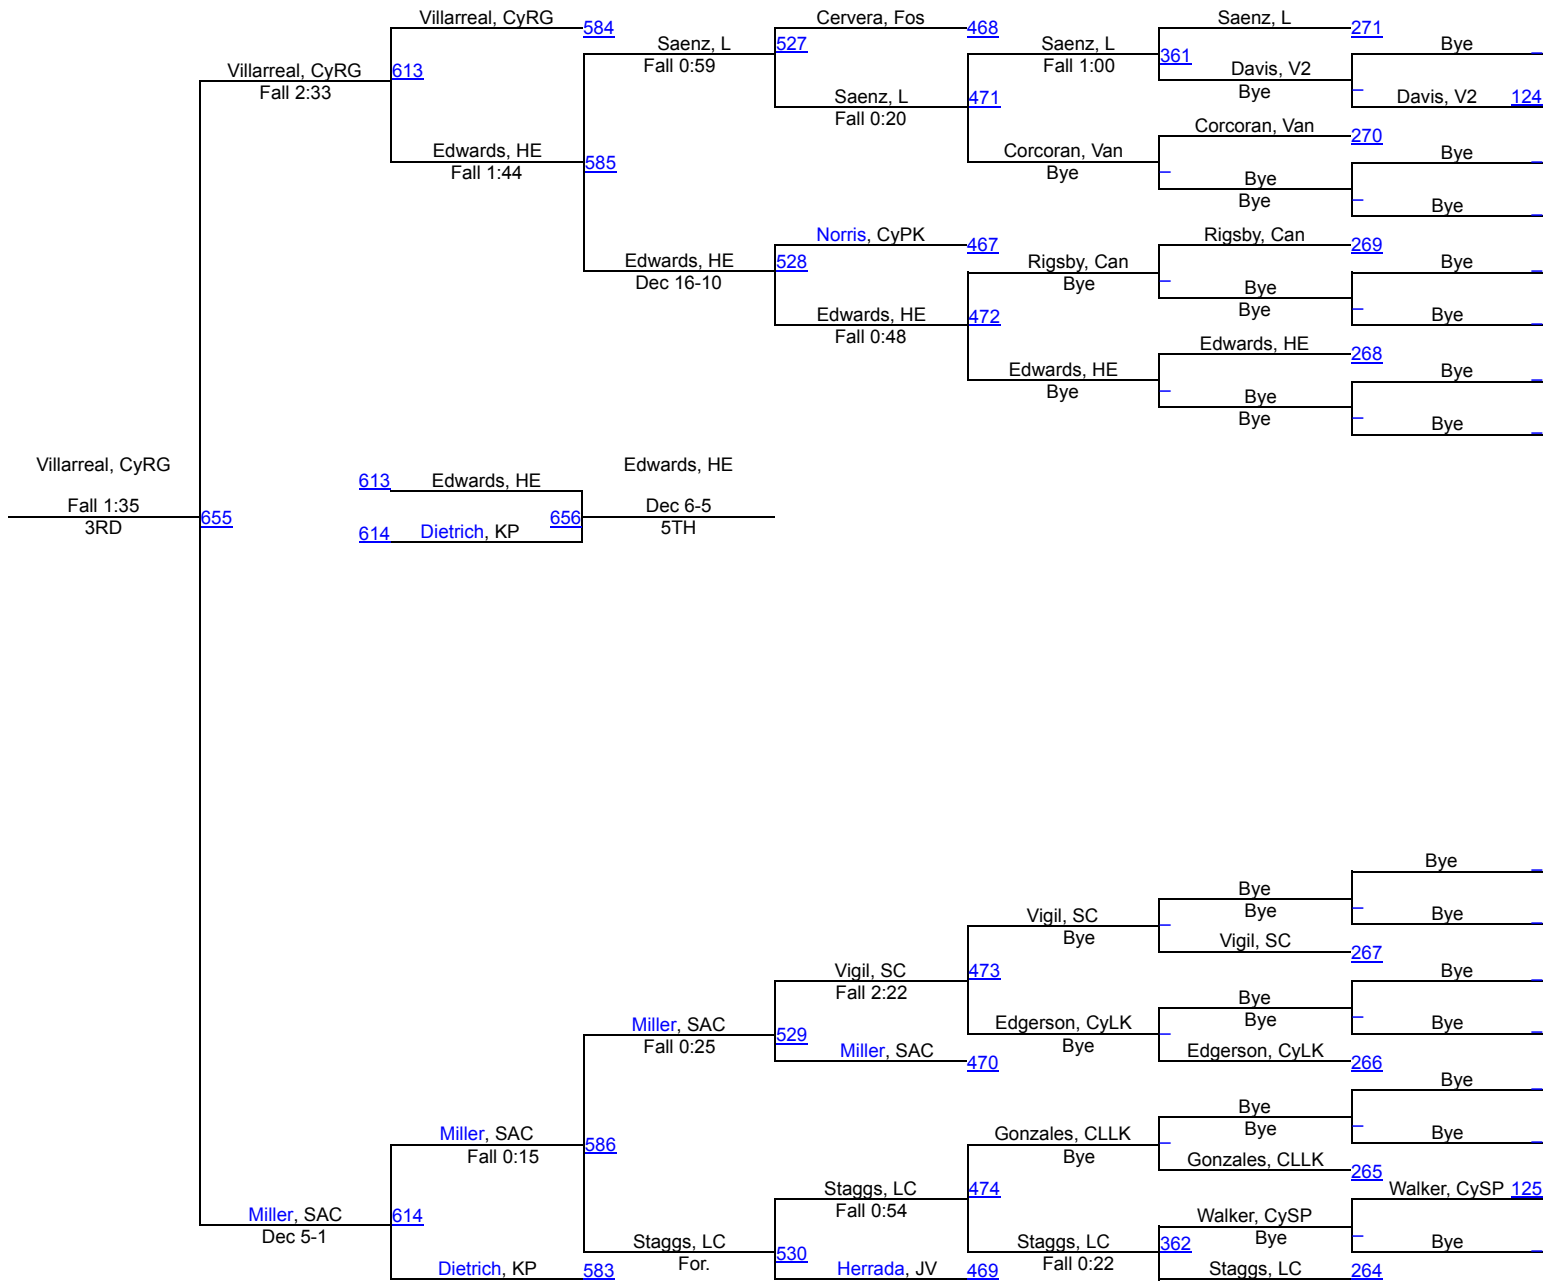 Villarreal, CyRG 584 Cervera, Fos 468 Saenz, L 271
Saenz, L 527 Saenz, L Bye
Villarreal, CyRG 613 Fall 0:59 Fall 1:00 361 Davis, V2
Fall 2:33 Saenz, L 471 Bye Davis, V2 124
Fall 0:20 Corcoran, Van 270
Edwards, HE 585 Corcoran, Van Bye
Fall 1:44 Bye Bye
Bye Bye
Norris, CyPK 467 Rigsby, Can 269
Edwards, HE 528 Rigsby, Can Bye
Dec 16-10 Bye Bye
Edwards, HE 472 Bye Bye
Fall 0:48 Edwards, HE 268
Edwards, HE Bye
Bye Bye
Bye Bye
Villarreal, CyRG Edwards, HE
613 Edwards, HE
Fall 1:35 655 656 Dec 6-5
3RD 614 Dietrich, KP 5TH
Bye
Bye
Vigil, SC Bye Bye
Bye Vigil, SC 267
Vigil, SC 473 Bye
Fall 2:22 Bye
Miller, SAC 529 Edgerson, CyLK Bye Bye
Fall 0:25 Miller, SAC 470 Bye Edgerson, CyLK 266
Bye
Bye
Miller, SAC 586 Gonzales, CLLK Bye Bye
Fall 0:15 Bye Gonzales, CLLK 265
Staggs, LC 474 Walker, CySP 125
Miller, SAC 614 Fall 0:54 Walker, CySP
Dec 5-1 Staggs, LC 530 Staggs, LC 362 Bye Bye
For. Fall 0:22
Dietrich, KP 583 Herrada, JV 469 Staggs, LC 264